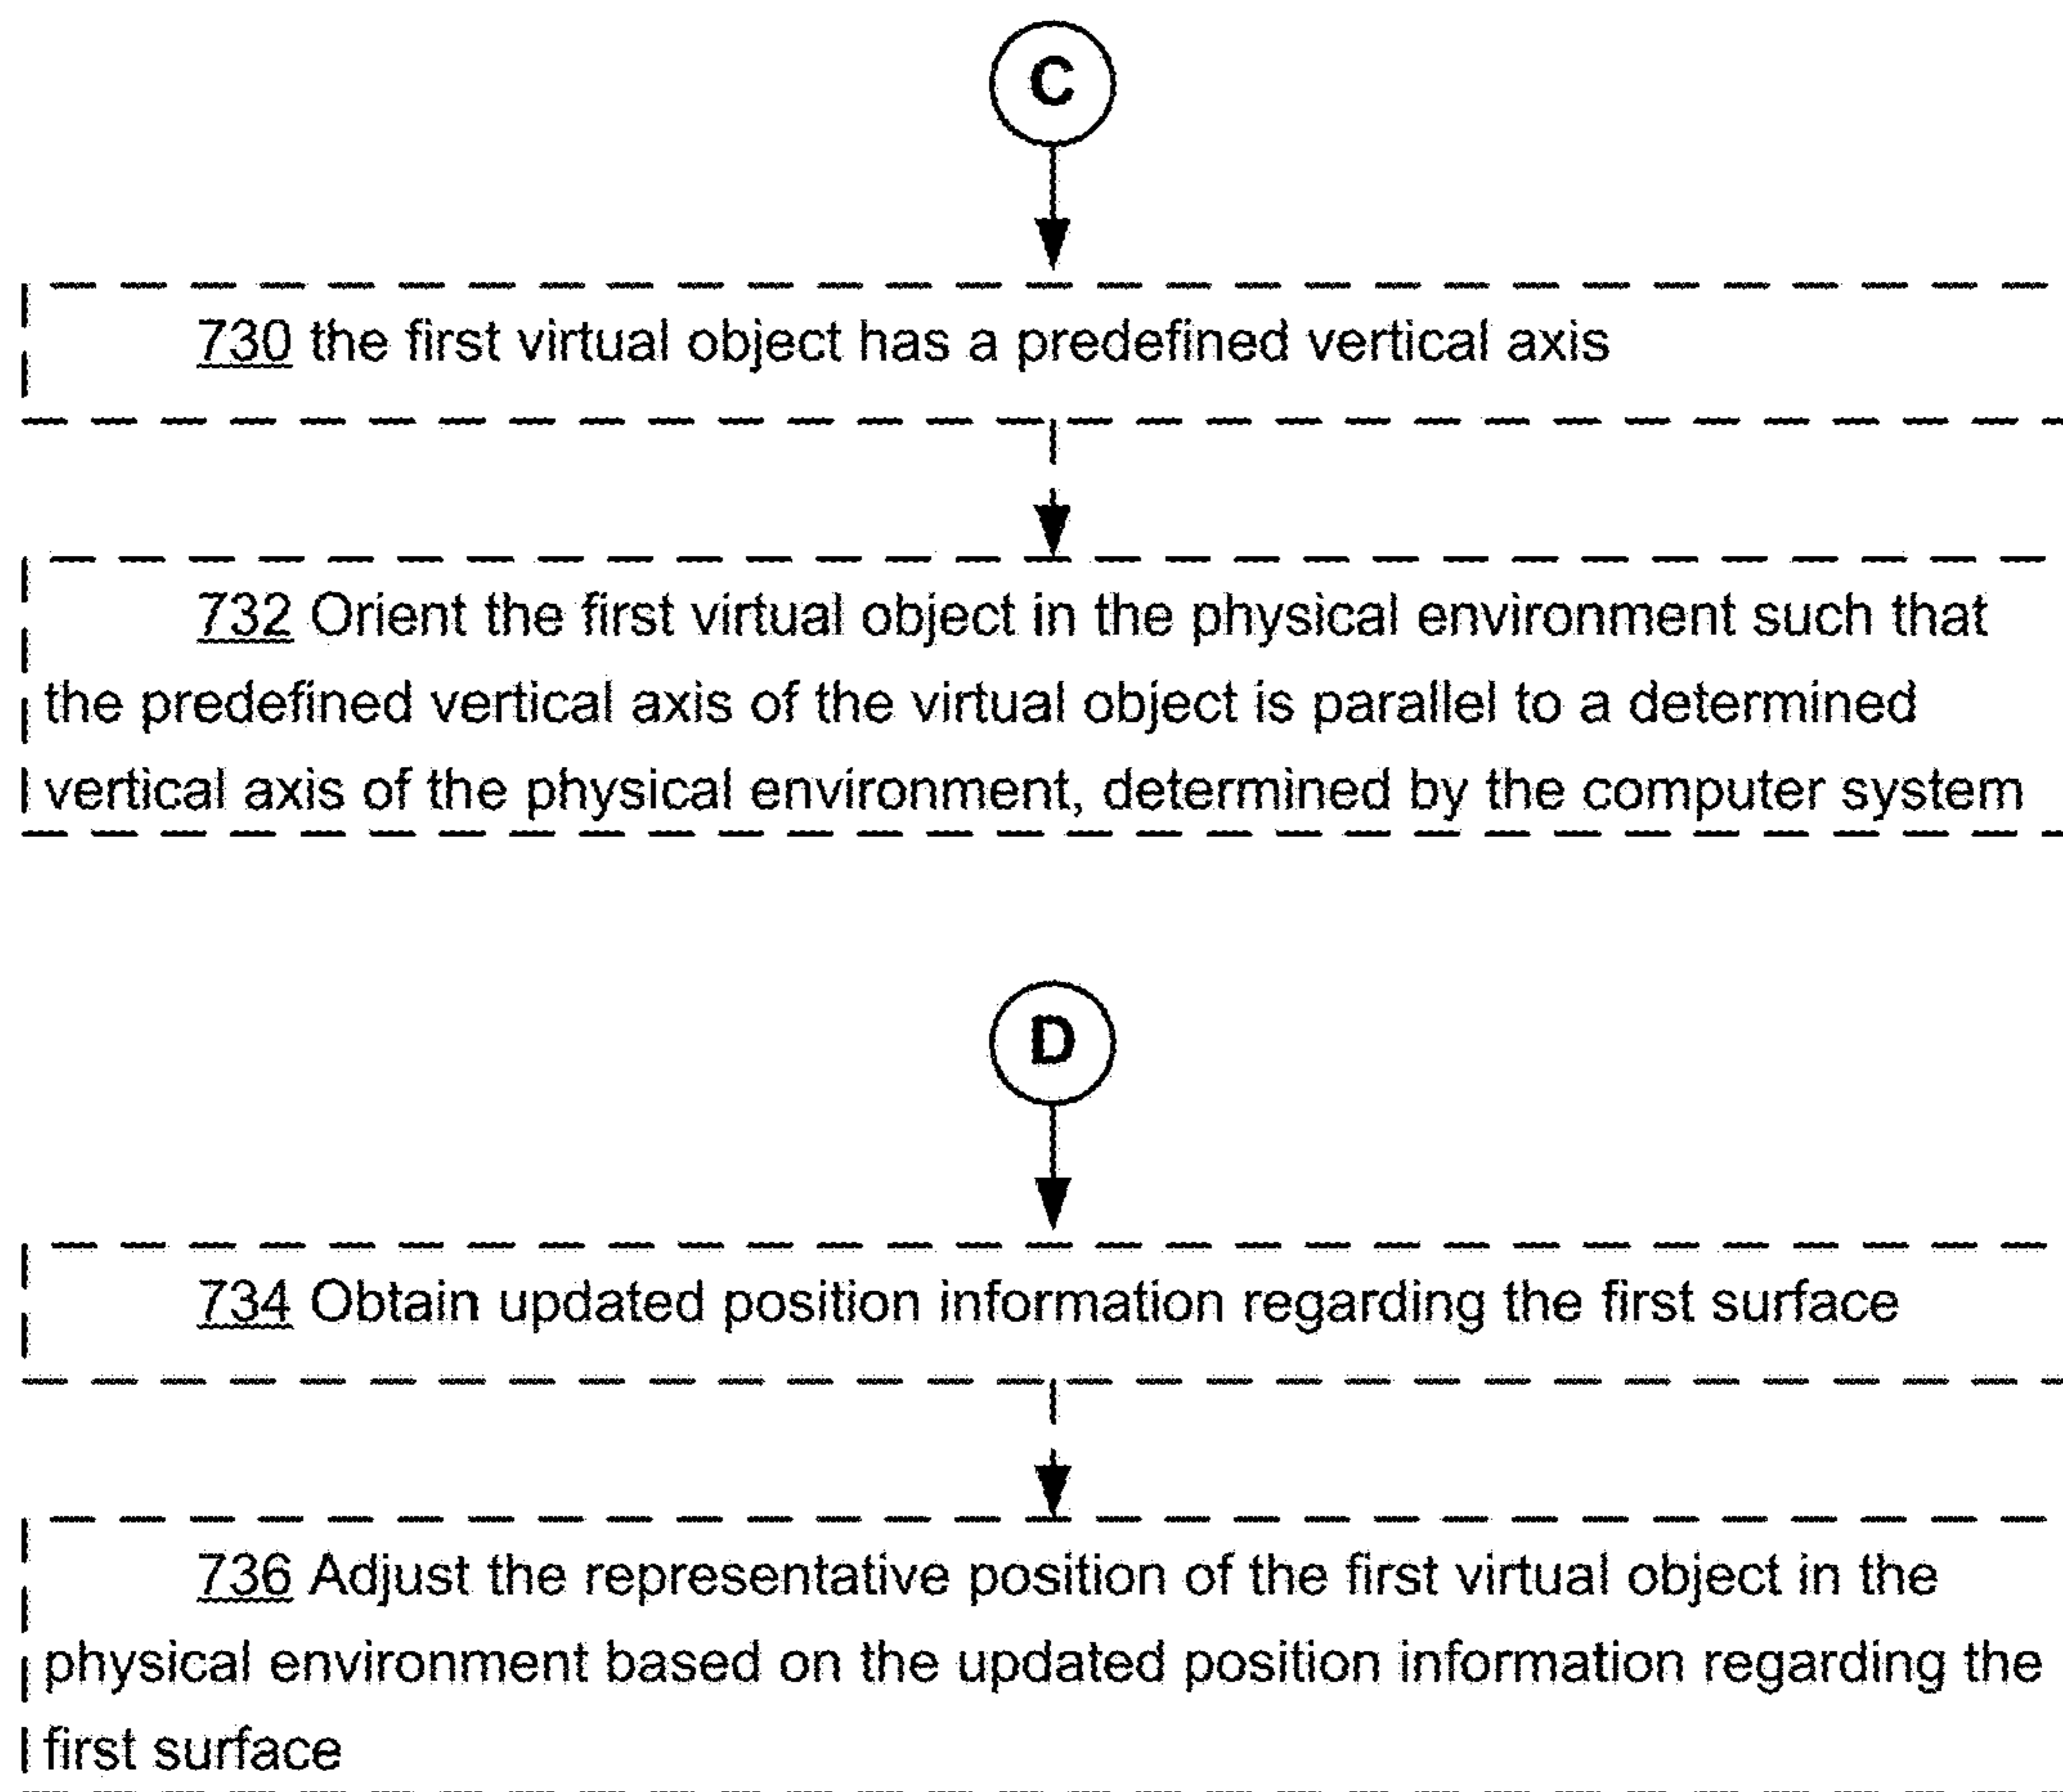 C
730 the first virtual object has a predefined vertical axis
732 Orient the first virtual object in the physical environment such that
the predefined vertical axis of the virtual object is parallel to a determined
vertical axis of the physical environment, determined by the computer system
D
734 Obtain updated position information regarding the first surface
736 Adjust the representative position of the first virtual object in the
physical environment based on the updated position information regarding the
first surface